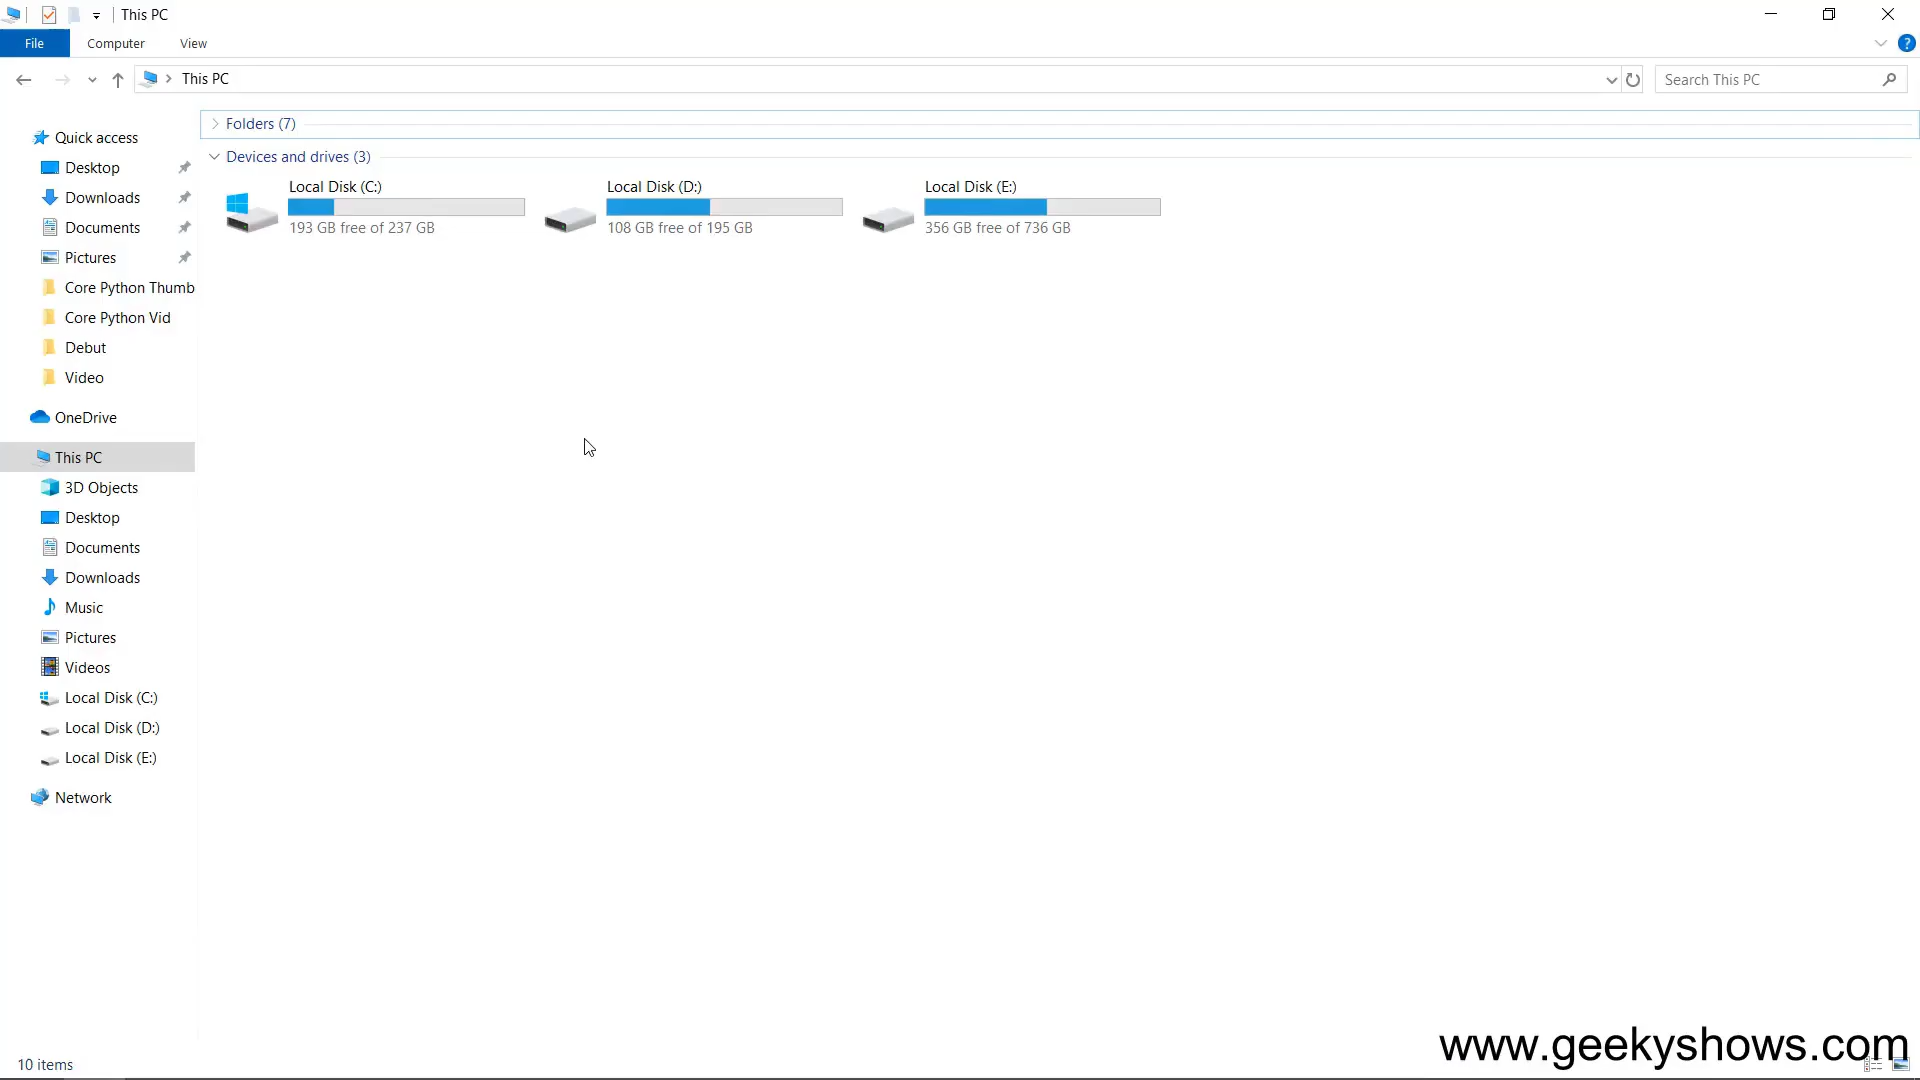 This PC
File Computer View
This PC
Search This PC
Quick access
Desktop
Downloads
Documents
Pictures
Core Python Thumb
Core Python Vid
Debut
Video
OneDrive
This PC
3D Objects
Desktop
Documents
Downloads
Music
Pictures
Videos
Local Disk (C:)
Local Disk (D:)
Local Disk (E:)
Network
Folders (7)
Devices and drives (3)
Local Disk (C:)
193 GB free of 237 GB
Local Disk (D:)
108 GB free of 195 GB
Local Disk (E:)
356 GB free of 736 GB
10 items
www.geekyshows.com